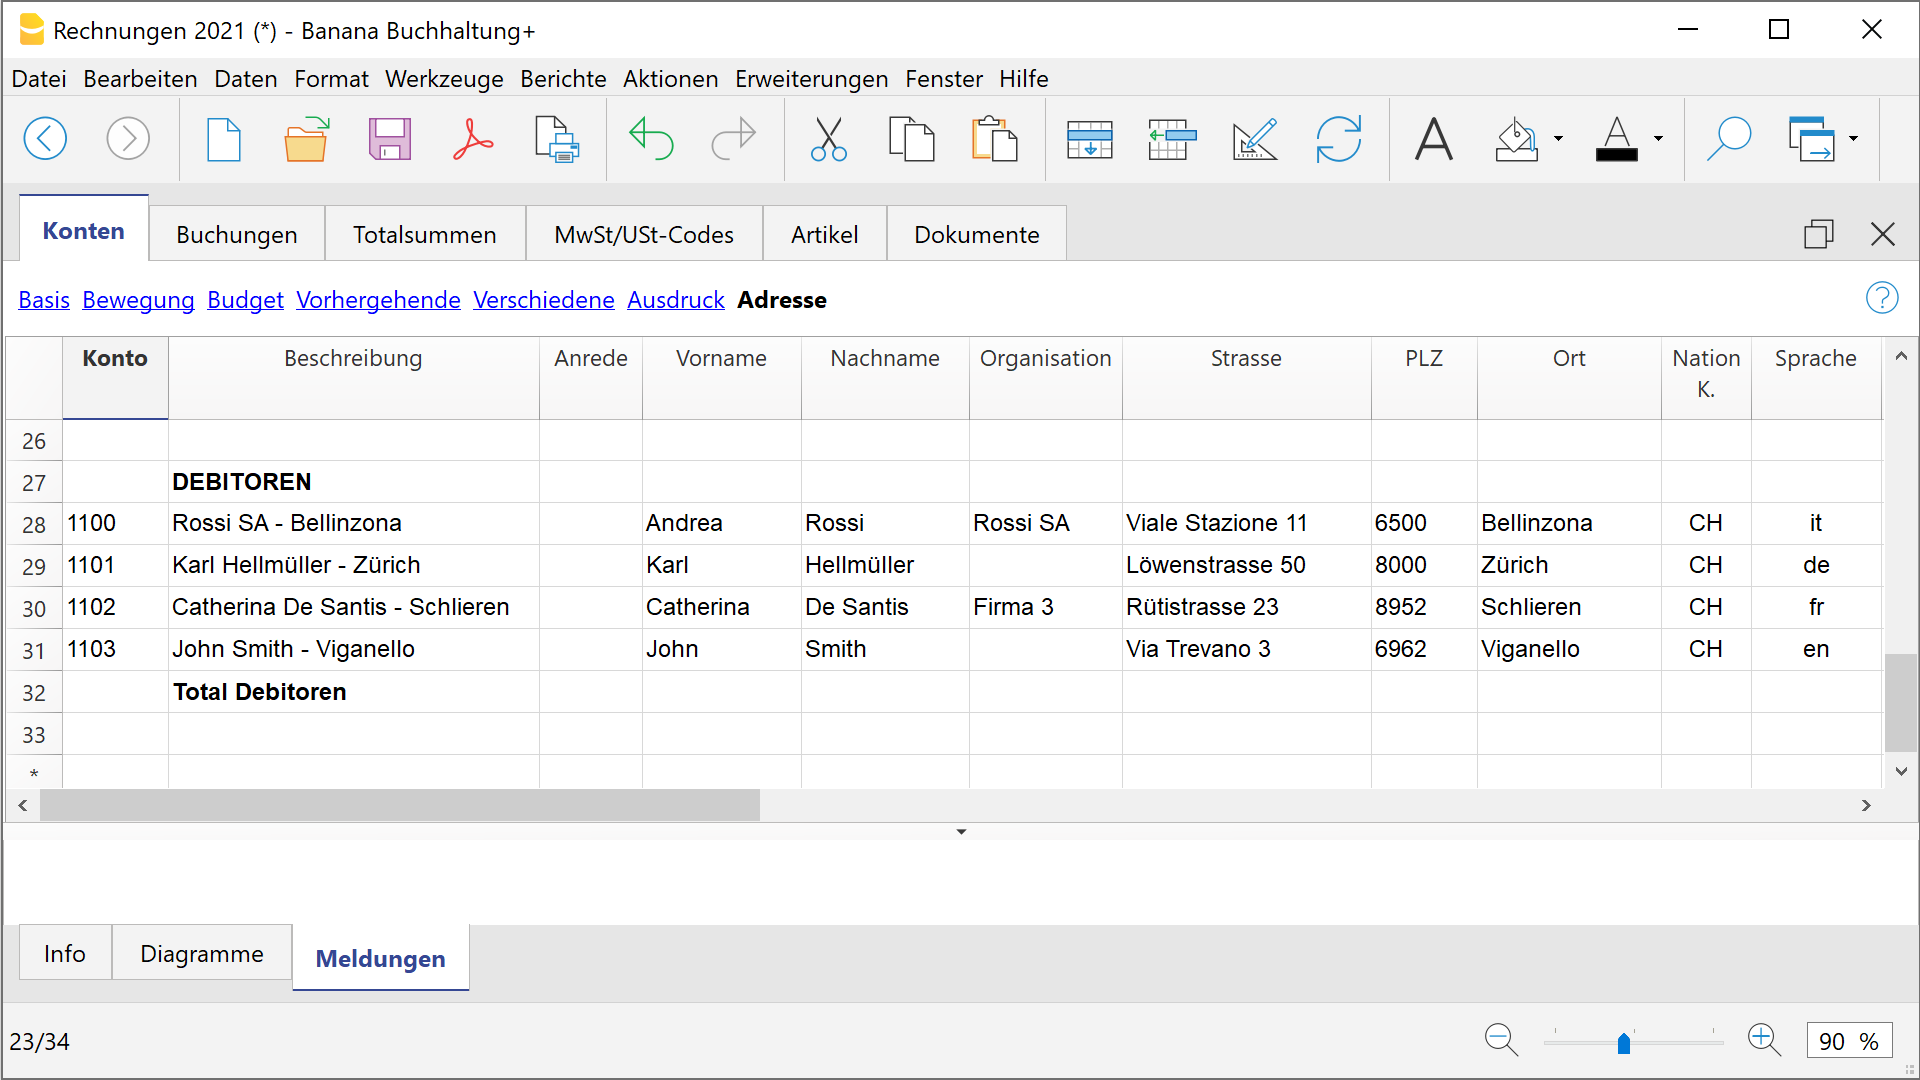 Rechnungen 2021 (*) - Banana Buchhaltung+
Datei Bearbeiten Daten Format Werkzeuge Berichte Aktionen Erweiterungen Fenster Hilfe
Konten Buchungen Totalsummen MwSt/USt-Codes Artikel Dokumente
Basis Bewegung Budget Vorhergehende Verschiedene Ausdruck Adresse
Konto Beschreibung Anrede Vorname Nachname Organisation Strasse PLZ Ort Nation K. Sprache
26
27 DEBITOREN
28 1100 Rossi SA - Bellinzona Andrea Rossi Rossi SA Viale Stazione 11 6500 Bellinzona CH it
29 1101 Karl Hellmüller - Zürich Karl Hellmüller Löwenstrasse 50 8000 Zürich CH de
30 1102 Catherina De Santis - Schlieren Catherina De Santis Firma 3 Rütistrasse 23 8952 Schlieren CH fr
31 1103 John Smith - Viganello John Smith Via Trevano 3 6962 Viganello CH en
32 Total Debitoren
33
*
Info Diagramme Meldungen
23/34 90 %